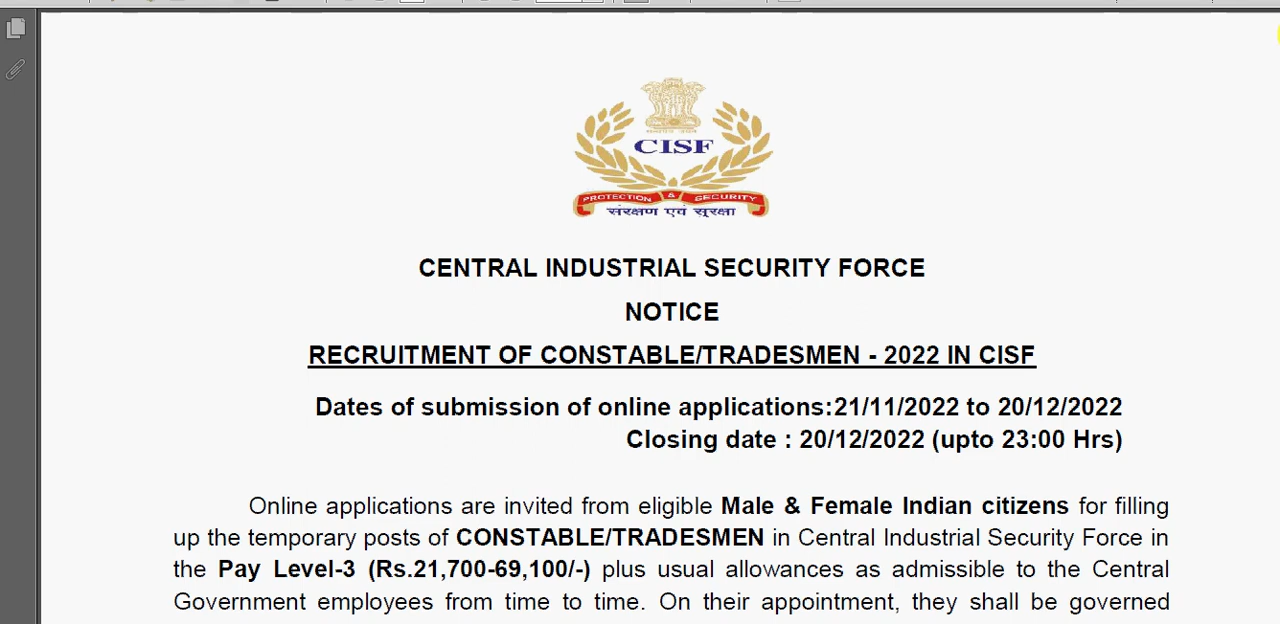 CISF
PROTECTION & SECURITY
संरक्षण एवं सुरक्षा
CENTRAL INDUSTRIAL SECURITY FORCE
NOTICE
RECRUITMENT OF CONSTABLE/TRADESMEN - 2022 IN CISF
Dates of submission of online applications:21/11/2022 to 20/12/2022
Closing date : 20/12/2022 (upto 23:00 Hrs)
Online applications are invited from eligible Male & Female Indian citizens for filling
up the temporary posts of CONSTABLE/TRADESMEN in Central Industrial Security Force in
the Pay Level-3 (Rs.21,700-69,100/-) plus usual allowances as admissible to the Central
Government employees from time to time. On their appointment, they shall be governed